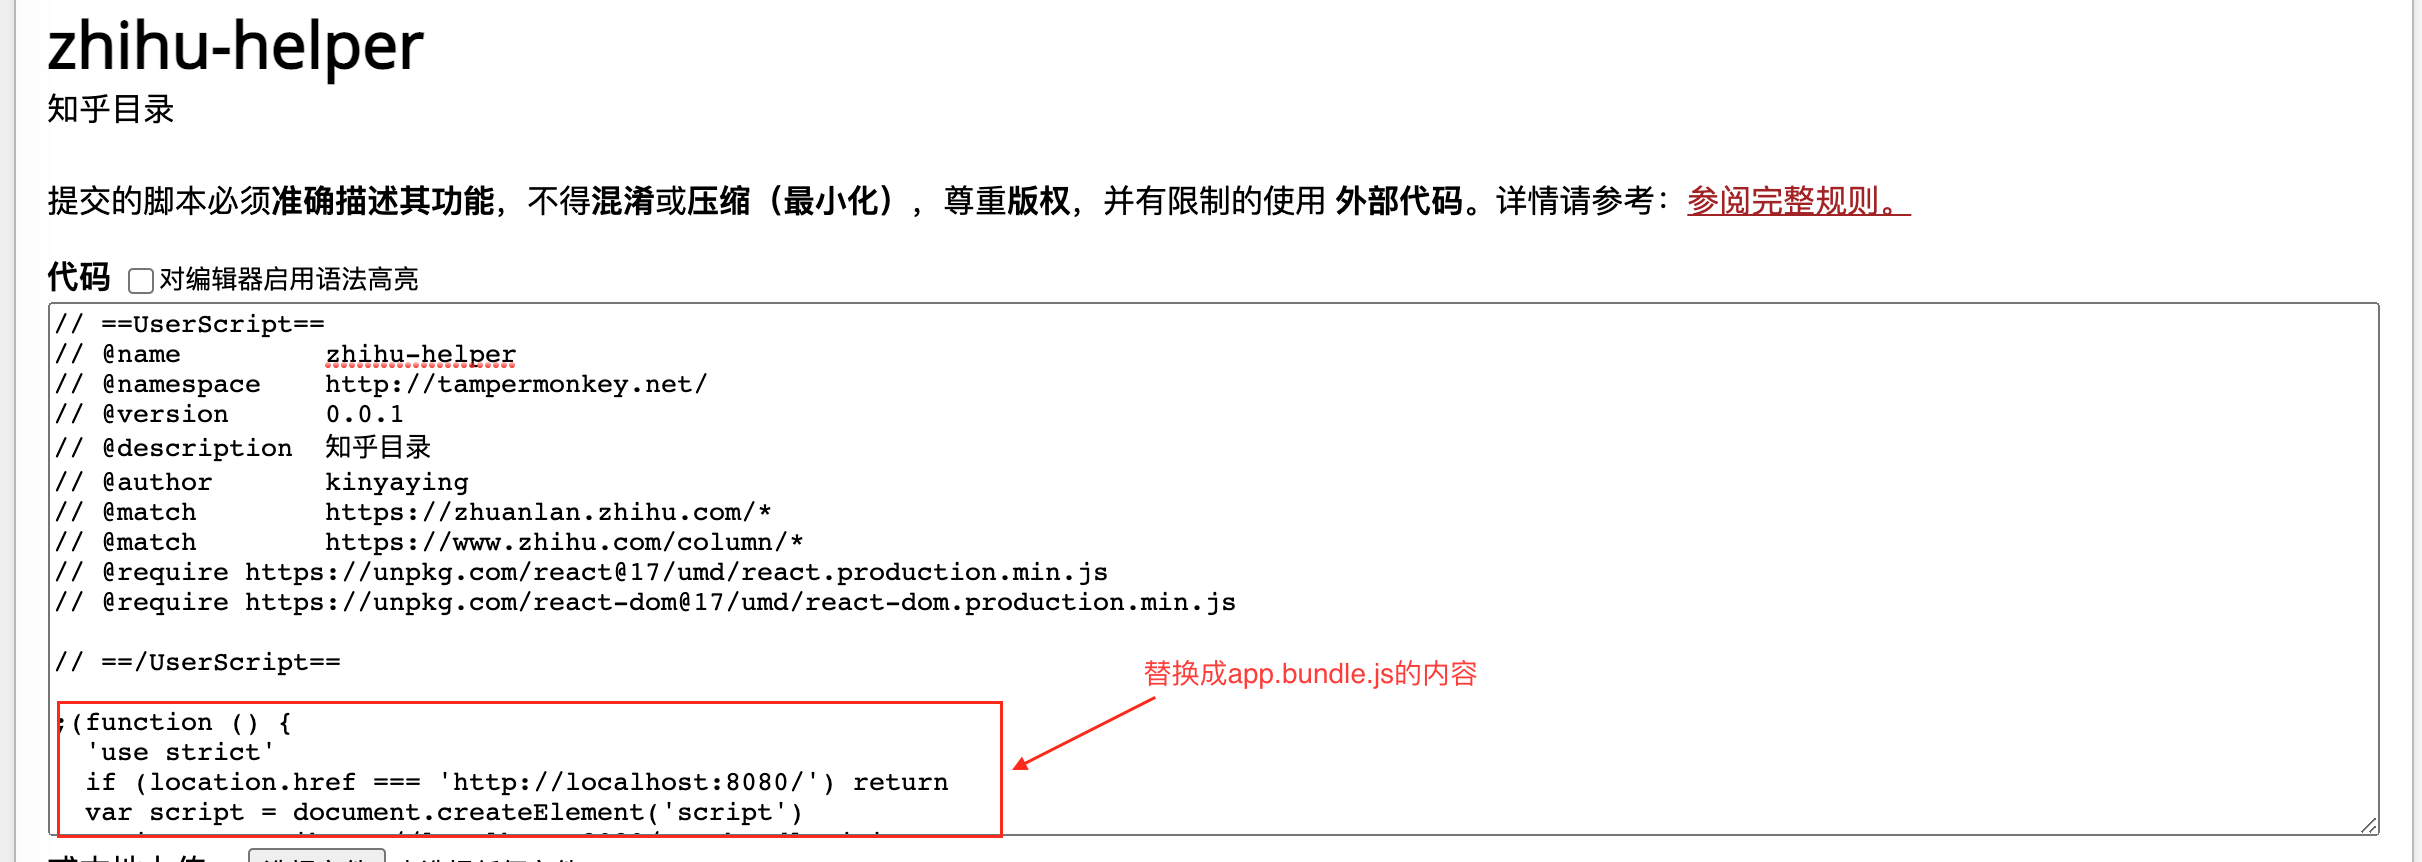 zhihu-helper
知乎目录
提交的脚本必须准确描述其功能，不得混淆或压缩（最小化），尊重版权，并有限制的使用 外部代码。详情请参考：参阅完整规则。
代码 对编辑器启用语法高亮
// ==UserScript==
// @name         zhihu-helper
// @namespace    http://tampermonkey.net/
// @version      0.0.1
// @description  知乎目录
// @author       kinyaying
// @match        https://zhuanlan.zhihu.com/*
// @match        https://www.zhihu.com/column/*
// @require https://unpkg.com/react@17/umd/react.production.min.js
// @require https://unpkg.com/react-dom@17/umd/react-dom.production.min.js
// ==/UserScript==
替换成app.bundle.js的内容
;(function () {
  'use strict'
  if (location.href === 'http://localhost:8080/') return
  var script = document.createElement('script')